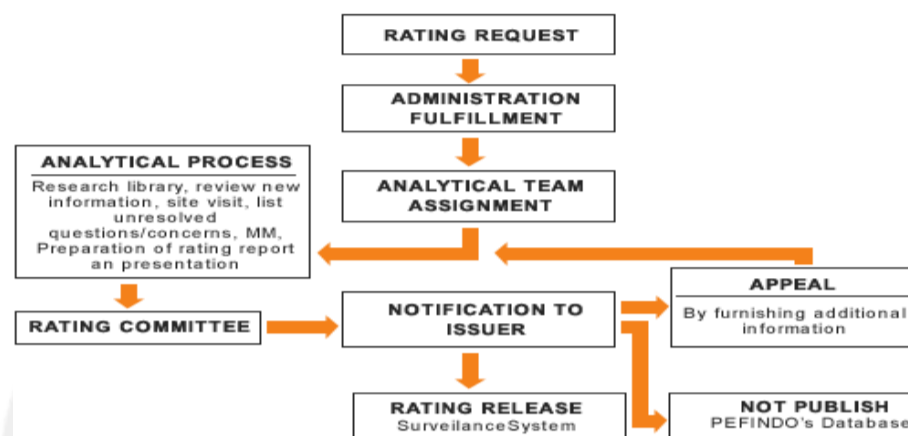 RATING REQUEST
ADMINISTRATION
FULFILLMENT
ANALYTICAL TEAM
ASSIGNMENT
ANALYTICAL PROCESS
Research library, review new
information, site visit, list
unresolved
questions/concerns, MM,
Preparation of rating report
an presentation
RATING COMMITTEE
NOTIFICATION TO
ISSUER
APPEAL
By furnishing additional
information
RATING RELEASE
SurveilanceSystem
NOT PUBLISH
PEFINDO's Database